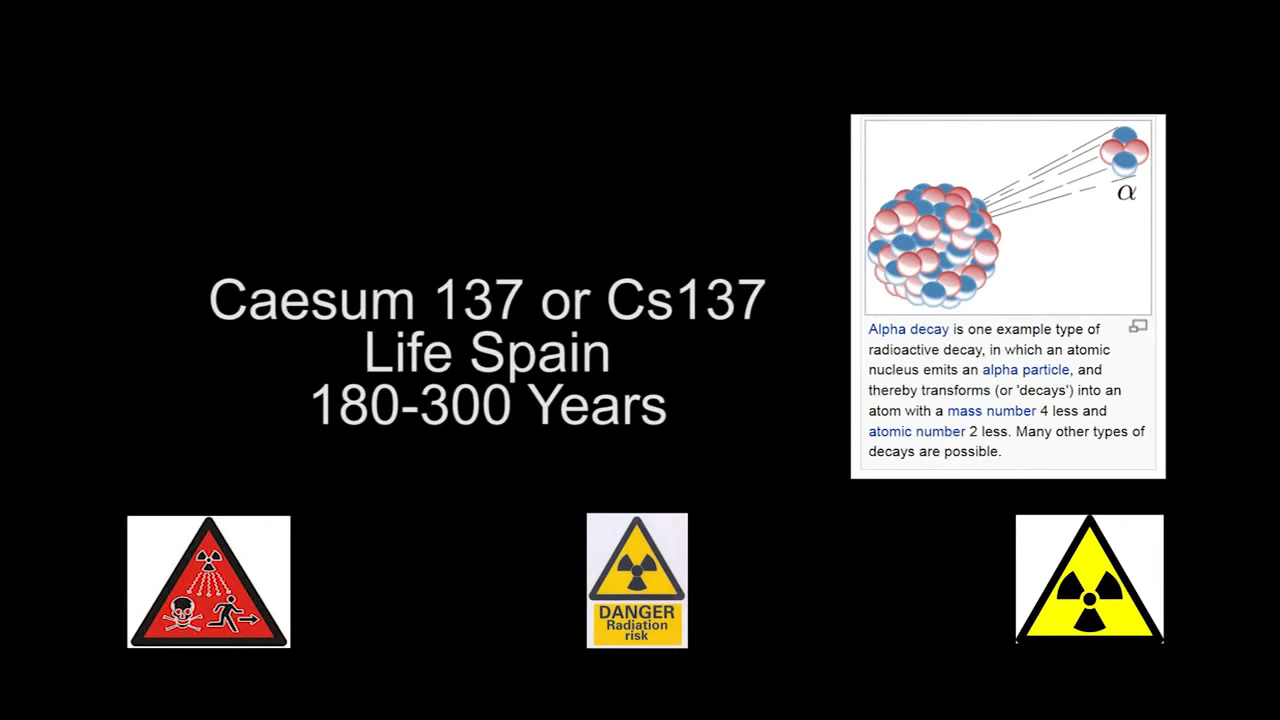 Caesum 137 or Cs137
Life Spain
180-300 Years
α
Alpha decay is one example type of
radioactive decay, in which an atomic
nucleus emits an alpha particle, and
thereby transforms (or 'decays') into an
atom with a mass number 4 less and
atomic number 2 less. Many other types of
decays are possible.
DANGER
Radiation
risk